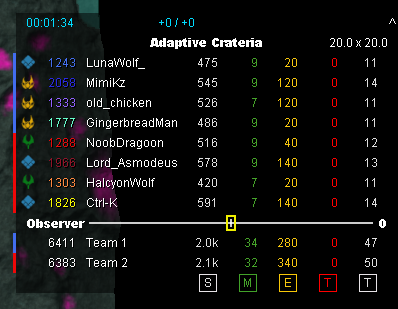 00:01:34 +0 / +0 ^
Adaptive Crateria 20.0 x 20.0
1243 LunaWolf_ 475 9 20 0 11
2058 MimiKz 545 9 120 0 14
1333 old_chicken 526 7 120 0 11
1777 GingerbreadMan 486 9 20 0 11
1288 NoobDragoon 516 9 40 0 12
1966 Lord_Asmodeus 578 9 140 0 13
1303 HalcyonWolf 420 7 20 0 11
1826 Ctrl-K 591 7 140 0 14
Observer 0
6411 Team 1 2.0k 34 280 0 47
6383 Team 2 2.1k 32 340 0 50
S M E T T